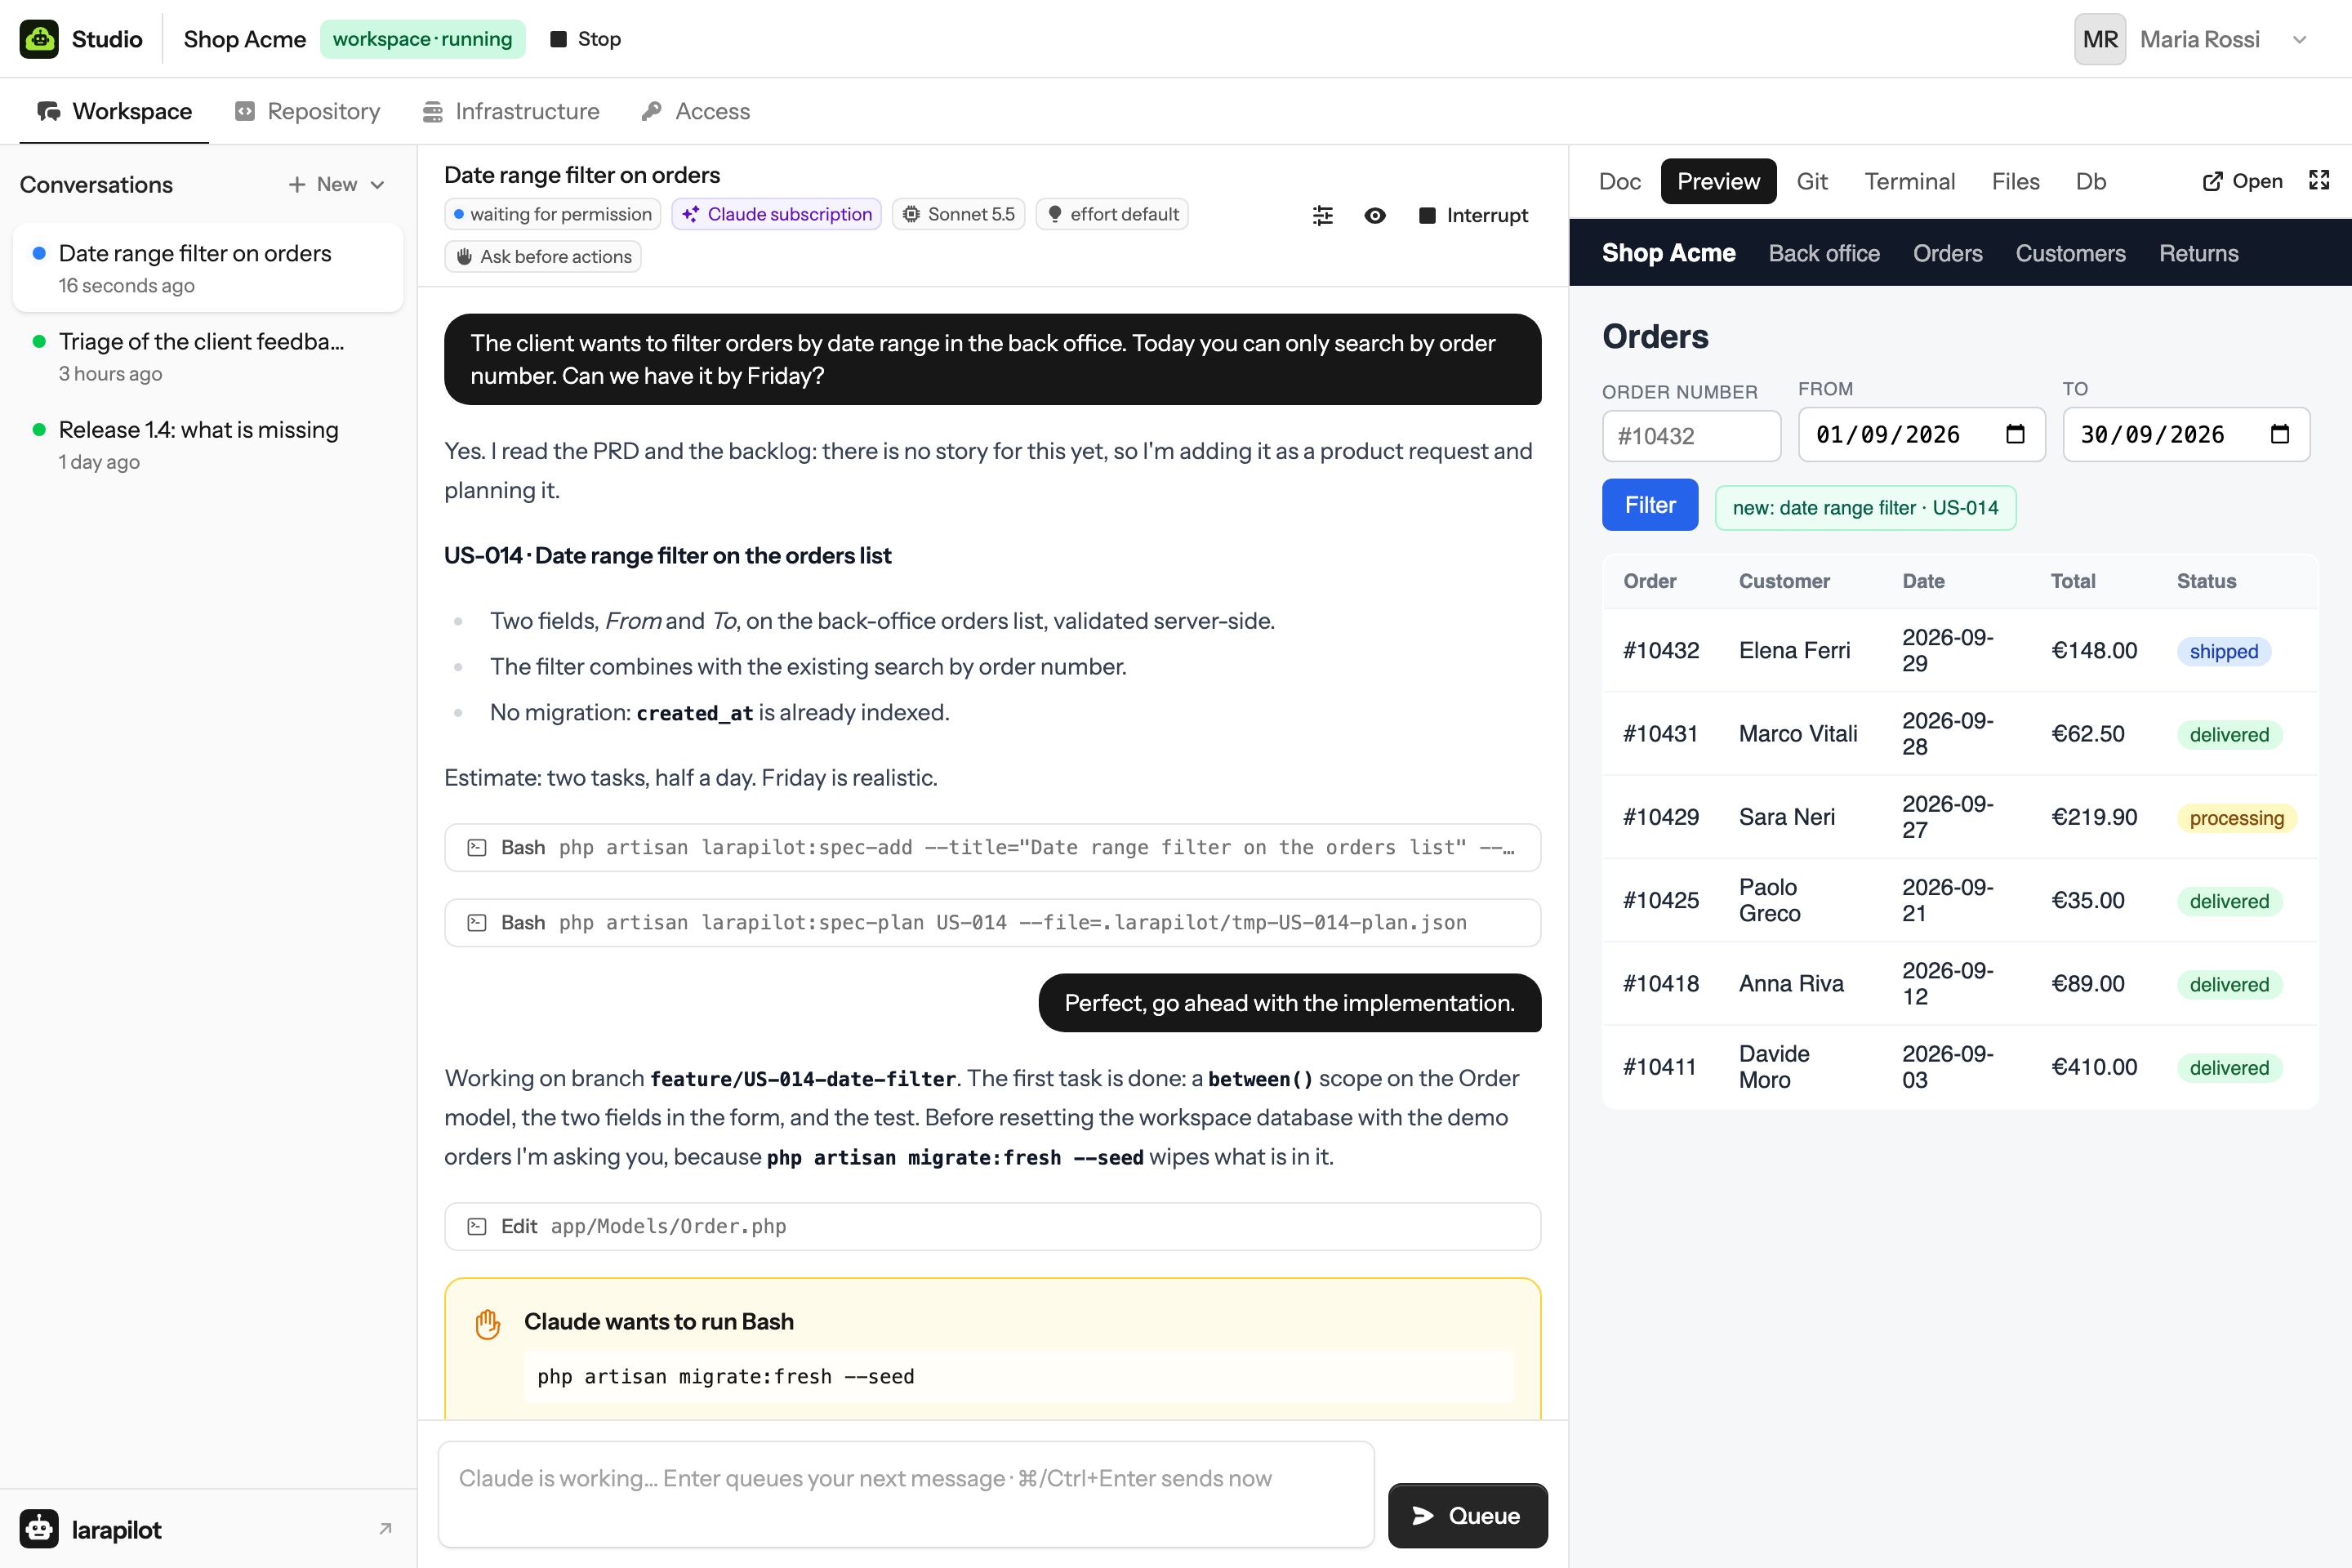 Studio
Shop Acme
workspace · running
Stop
MR
Maria Rossi
Workspace
Repository
Infrastructure
Access
Conversations
New
Date range filter on orders
16 seconds ago
Triage of the client feedba...
3 hours ago
Release 1.4: what is missing
1 day ago
larapilot
Date range filter on orders
waiting for permission
Claude subscription
Sonnet 5.5
effort default
Ask before actions
Interrupt
The client wants to filter orders by date range in the back office. Today you can only search by order
number. Can we have it by Friday?
Yes. I read the PRD and the backlog: there is no story for this yet, so I'm adding it as a product request and
planning it.
US-014 · Date range filter on the orders list
Two fields, From and To, on the back-office orders list, validated server-side.
The filter combines with the existing search by order number.
No migration: created_at is already indexed.
Estimate: two tasks, half a day. Friday is realistic.
Bash php artisan larapilot:spec-add --title="Date range filter on the orders list" --…
Bash php artisan larapilot:spec-plan US-014 --file=.larapilot/tmp-US-014-plan.json
Perfect, go ahead with the implementation.
Working on branch feature/US-014-date-filter. The first task is done: a between() scope on the Order
model, the two fields in the form, and the test. Before resetting the workspace database with the demo
orders I'm asking you, because php artisan migrate:fresh --seed wipes what is in it.
Edit app/Models/Order.php
Claude wants to run Bash
php artisan migrate:fresh --seed
Claude is working... Enter queues your next message · ⌘/Ctrl+Enter sends now
Queue
Doc
Preview
Git
Terminal
Files
Db
Open
Shop Acme
Back office
Orders
Customers
Returns
Orders
ORDER NUMBER
FROM
TO
#10432
01/09/2026
30/09/2026
Filter
new: date range filter · US-014
Order Customer Date Total Status
#10432 Elena Ferri 2026-09-
29 €148.00 shipped
#10431 Marco Vitali 2026-09-
28 €62.50 delivered
#10429 Sara Neri 2026-09-
27 €219.90 processing
#10425 Paolo
Greco 2026-09-
21 €35.00 delivered
#10418 Anna Riva 2026-09-
12 €89.00 delivered
#10411 Davide
Moro 2026-09-
03 €410.00 delivered